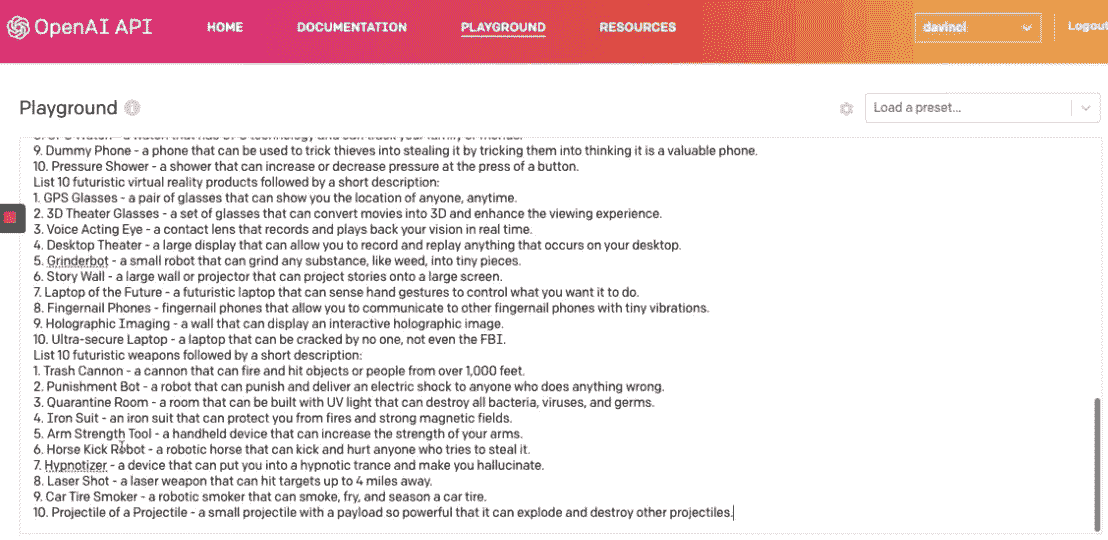 OpenAI API HOME DOCUMENTATION PLAYGROUND RESOURCES davinci Logout
Playground Load a preset...
9. Dummy Phone - a phone that can be used to trick thieves into stealing it by tricking them into thinking it is a valuable phone.
10. Pressure Shower - a shower that can increase or decrease pressure at the press of a button.
List 10 futuristic virtual reality products followed by a short description:
1. GPS Glasses - a pair of glasses that can show you the location of anyone, anytime.
2. 3D Theater Glasses - a set of glasses that can convert movies into 3D and enhance the viewing experience.
3. Voice Acting Eye - a contact lens that records and plays back your vision in real time.
4. Desktop Theater - a large display that can allow you to record and replay anything that occurs on your desktop.
5. Grinderbot - a small robot that can grind any substance, like weed, into tiny pieces.
6. Story Wall - a large wall or projector that can project stories onto a large screen.
7. Laptop of the Future - a futuristic laptop that can sense hand gestures to control what you want it to do.
8. Fingernail Phones - fingernail phones that allow you to communicate to other fingernail phones with tiny vibrations.
9. Holographic Imaging - a wall that can display an interactive holographic image.
10. Ultra-secure Laptop - a laptop that can be cracked by no one, not even the FBI.
List 10 futuristic weapons followed by a short description:
1. Trash Cannon - a cannon that can fire and hit objects or people from over 1,000 feet.
2. Punishment Bot - a robot that can punish and deliver an electric shock to anyone who does anything wrong.
3. Quarantine Room - a room that can be built with UV light that can destroy all bacteria, viruses, and germs.
4. Iron Suit - an iron suit that can protect you from fires and strong magnetic fields.
5. Arm Strength Tool - a handheld device that can increase the strength of your arms.
6. Horse Kick Robot - a robotic horse that can kick and hurt anyone who tries to steal it.
7. Hypnotizer - a device that can put you into a hypnotic trance and make you hallucinate.
8. Laser Shot - a laser weapon that can hit targets up to 4 miles away.
9. Car Tire Smoker - a robotic smoker that can smoke, fry, and season a car tire.
10. Projectile of a Projectile - a small projectile with a payload so powerful that it can explode and destroy other projectiles.